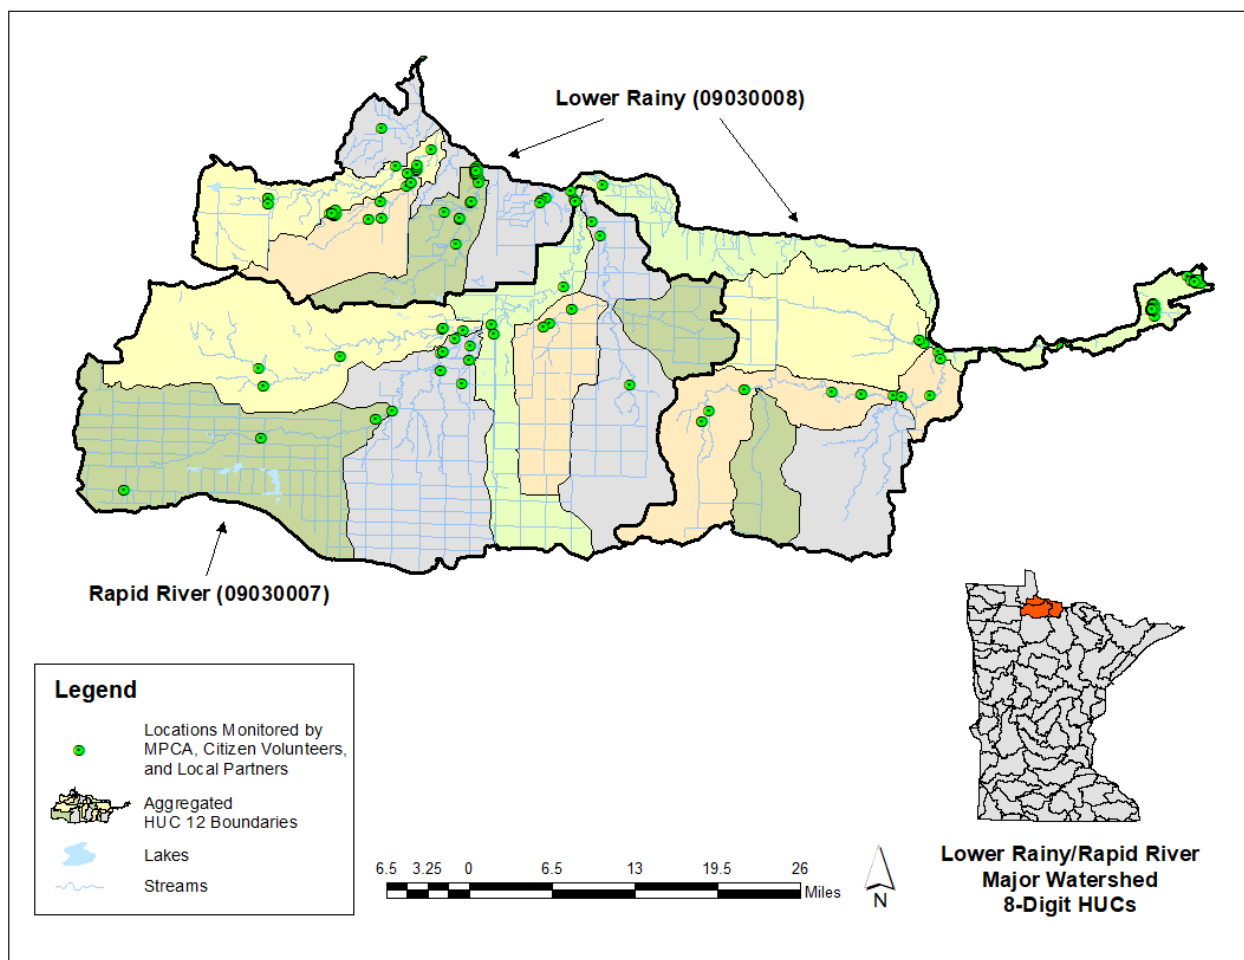 Lower Rainy (09030008)
Rapid River (09030007)
Legend
Locations Monitored by
MPCA, Citizen Volunteers,
and Local Partners
Aggregated
HUC 12 Boundaries
Lakes
Streams
6.5 3.25 0 6.5 13 19.5 26
Miles
N
Lower Rainy/Rapid River
Major Watershed
8-Digit HUCs